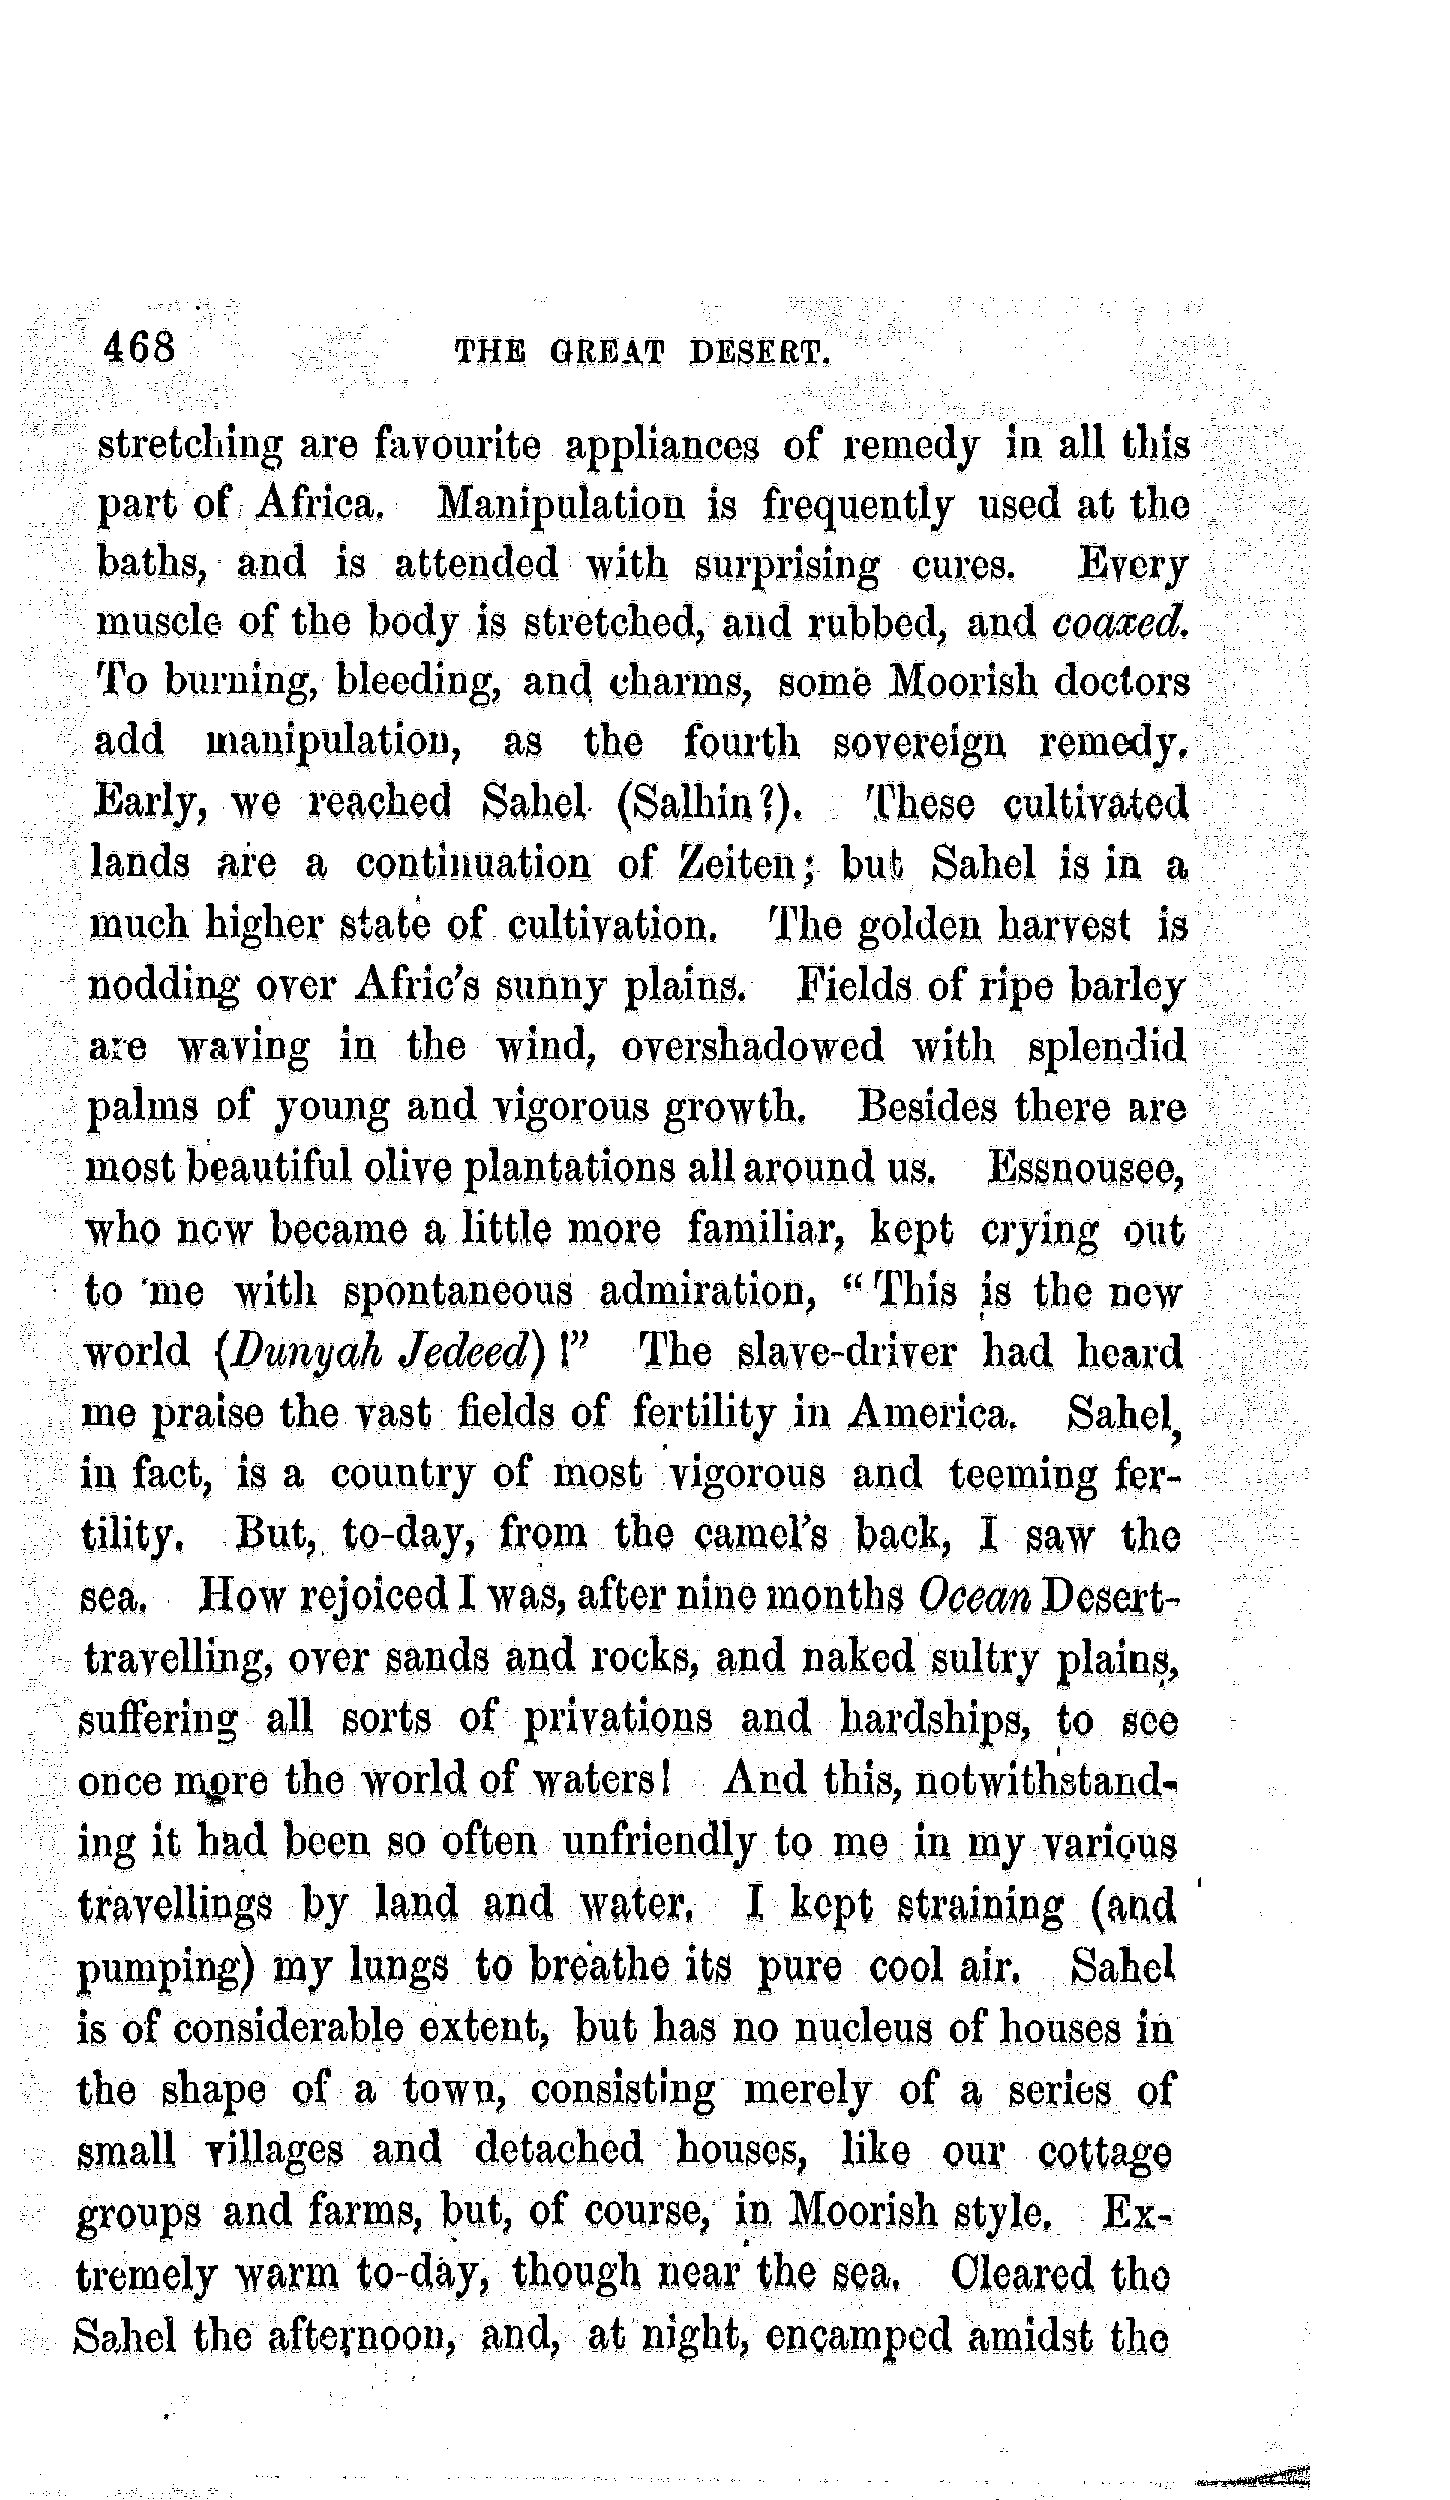 468 THE GREAT DESERT.
stretching are favourite appliances of remedy in all this
part of Africa. Manipulation is frequently used at the
baths, and is attended with surprising cures. Every
muscle of the body is stretched, and rubbed, and coaxed.
To burning, bleeding, and charms, some Moorish doctors
add manipulation, as the fourth sovereign remedy.
Early, we reached Sahel (Salhin?). These cultivated
lands are a continuation of Zeiten; but Sahel is in a
much higher state of cultivation. The golden harvest is
nodding over Afric's sunny plains. Fields of ripe barley
are waving in the wind, overshadowed with splendid
palms of young and vigorous growth. Besides there are
most beautiful olive plantations all around us. Essnousee,
who now became a little more familiar, kept crying out
to me with spontaneous admiration, "This is the new
world (Dunyah Jedeed)!" The slave-driver had heard
me praise the vast fields of fertility in America. Sahel,
in fact, is a country of most vigorous and teeming fer-
tility. But, to-day, from the camel's back, I saw the
sea. How rejoiced I was, after nine months Ocean Desert-
travelling, over sands and rocks, and naked sultry plains,
suffering all sorts of privations and hardships, to see
once more the world of waters! And this, notwithstand-
ing it had been so often unfriendly to me in my various
travellings by land and water. I kept straining (and
pumping) my lungs to breathe its pure cool air. Sahel
is of considerable extent, but has no nucleus of houses in
the shape of a town, consisting merely of a series of
small villages and detached houses, like our cottage
groups and farms, but, of course, in Moorish style. Ex-
tremely warm to-day, though near the sea. Cleared the
Sahel the afternoon, and, at night, encamped amidst the